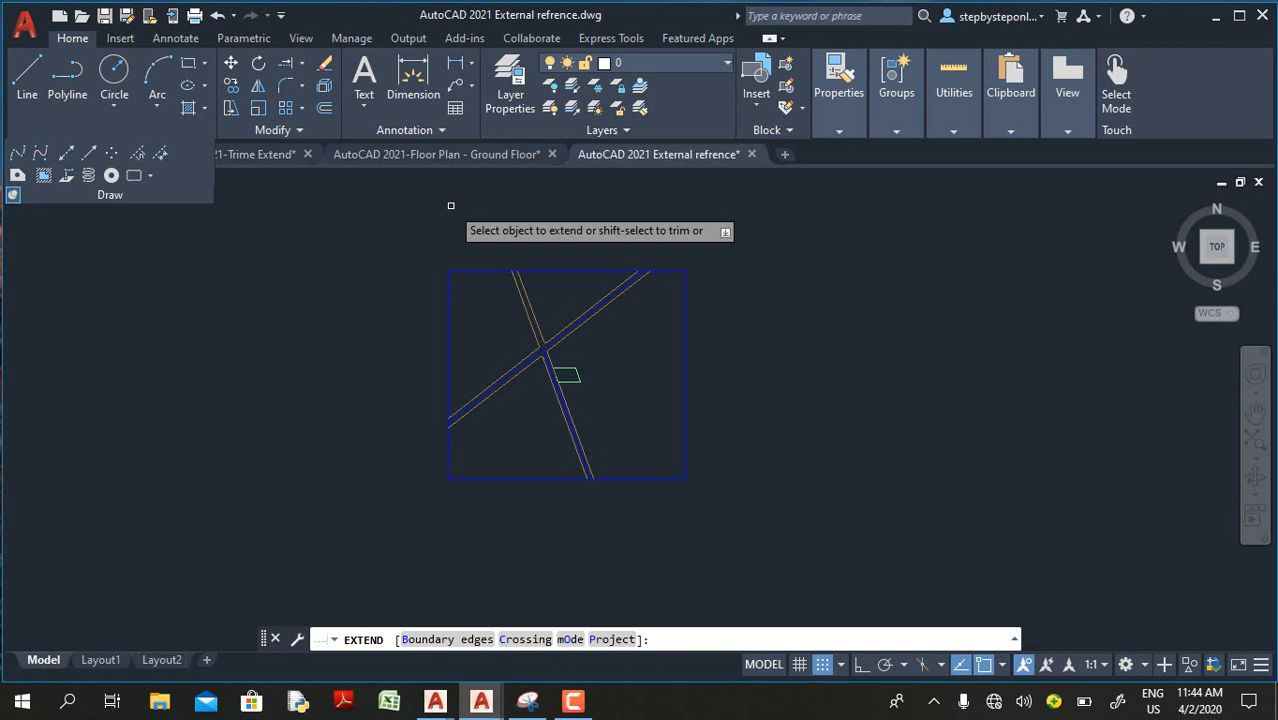 AutoCAD 2021 External refrence.dwg
Type a keyword or phrase
stepbysteponl...
Home
Insert
Annotate
Parametric
View
Manage
Output
Add-ins
Collaborate
Express Tools
Featured Apps
Line
Polyline
Circle
Arc
Modify
Text
Dimension
Annotation
Layer
Properties
0
Layers
Insert
Block
Properties
Groups
Utilities
Clipboard
View
Select
Mode
Touch
21-Trime Extend*
AutoCAD 2021-Floor Plan - Ground Floor*
AutoCAD 2021 External refrence*
Draw
Select object to extend or shift-select to trim or
N
W
TOP
E
S
WCS
EXTEND [Boundary edges Crossing mOde Project]:
Model
Layout1
Layout2
MODEL
1:1
ENG
US
11:44 AM
4/2/2020